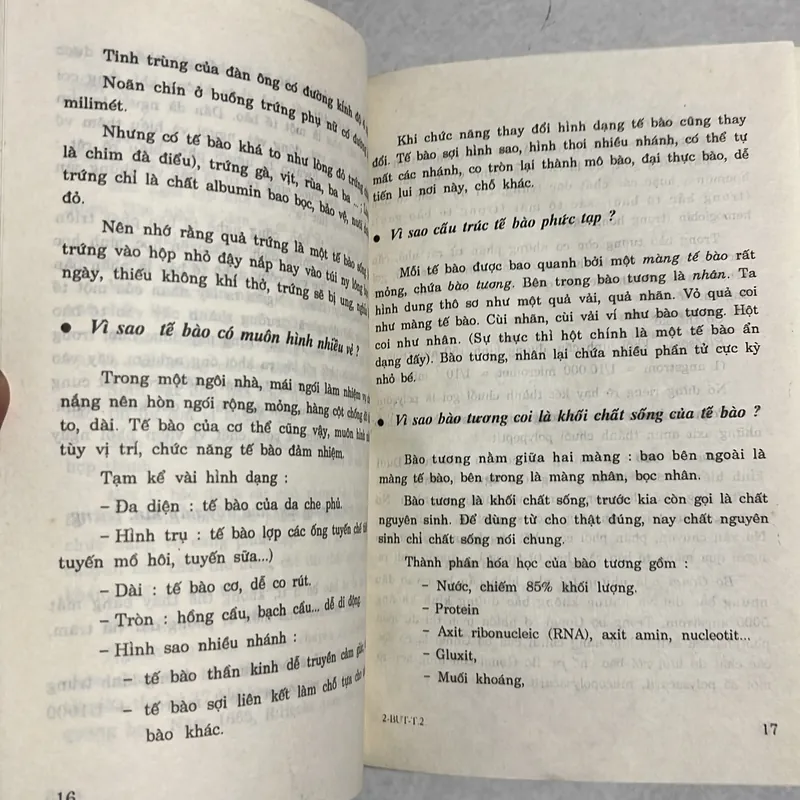 Tinh trùng của đàn ông có đường kính độ
Noãn chín ở buồng trứng phụ nữ có đường
milimét.
Nhưng có tế bào khá to như lòng đỏ trứng
là chim đà điểu), trứng gà, vịt, rùa, ba ba
trứng chỉ là chất albumin bao bọc, bảo vệ, nuôi
đỏ.
Nên nhớ rằng quả trứng là một tế bào sống
trứng vào hộp nhỏ đậy nắp hay vào túi ny lông
ngày, thiếu không khí thở, trứng sẽ bị ung,
● Vì sao tế bào có muôn hình nhiều vẻ ?
Trong một ngôi nhà, mái ngói làm nhiệm vụ
nắng nên hòn ngói rộng, mỏng, hàng cột chống
to, dài. Tế bào của cơ thể cũng vậy, muôn hình
tùy vị trí, chức năng tế bào đảm nhiệm.
Tạm kể vài hình dạng :
– Đa diện : tế bào của da che phủ.
– Hình trụ : tế bào lợp các ống tuyến chế
tuyến mồ hôi, tuyến sữa...)
– Dài : tế bào cơ, dễ co rút.
– Tròn : hồng cầu, bạch cầu... dễ di động
– Hình sao nhiều nhánh :
– tế bào thần kinh dễ truyền cảm
– tế bào sợi liên kết làm chỗ tựa cho
bào khác.
16
Khi chức năng thay đổi hình dạng tế bào cũng thay
đổi. Tế bào sợi hình sao, hình thoi nhiều nhánh, có thể tự
mất các nhánh, co tròn lại thành mô bào, đại thực bào, dễ
tiến lui nơi này, chỗ khác.
● Vì sao cấu trúc tế bào phức tạp ?
Mỗi tế bào được bao quanh bởi một màng tế bào rất
mỏng, chứa bào tương. Bên trong bào tương là nhân. Ta
hình dung thô sơ như một quả vải, quả nhãn. Vỏ quả coi
như màng tế bào. Cùi nhãn, cùi vải ví như bào tương. Hột
coi như nhân. (Sự thực thì hột chính là một tế bào ẩn
dạng đấy). Bào tương, nhân lại chứa nhiều phần tử cực kỳ
nhỏ bé.
● Vì sao bào tương coi là khối chất sống của tế bào ?
Bào tương nằm giữa hai màng : bao bên ngoài là
màng tế bào, bên trong là màng nhân, bọc nhân.
Bào tương là khối chất sống, trước kia còn gọi là chất
nguyên sinh. Để dùng từ cho thật đúng, nay chất nguyên
sinh chỉ chất sống nói chung.
Thành phần hóa học của bào tương gồm :
– Nước, chiếm 85% khối lượng.
– Protein
– Axit ribonucleic (RNA), axit amin, nucleotit...
– Gluxit,
– Muối khoáng,
2-BUT-T.2
17